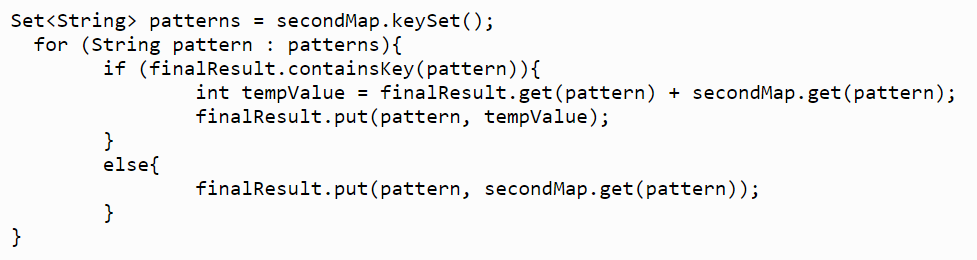 Set<String> patterns = secondMap.keySet();
  for (String pattern : patterns){
        if (finalResult.containsKey(pattern)){
                int tempValue = finalResult.get(pattern) + secondMap.get(pattern);
                finalResult.put(pattern, tempValue);
        }
        else{
                finalResult.put(pattern, secondMap.get(pattern));
        }
}